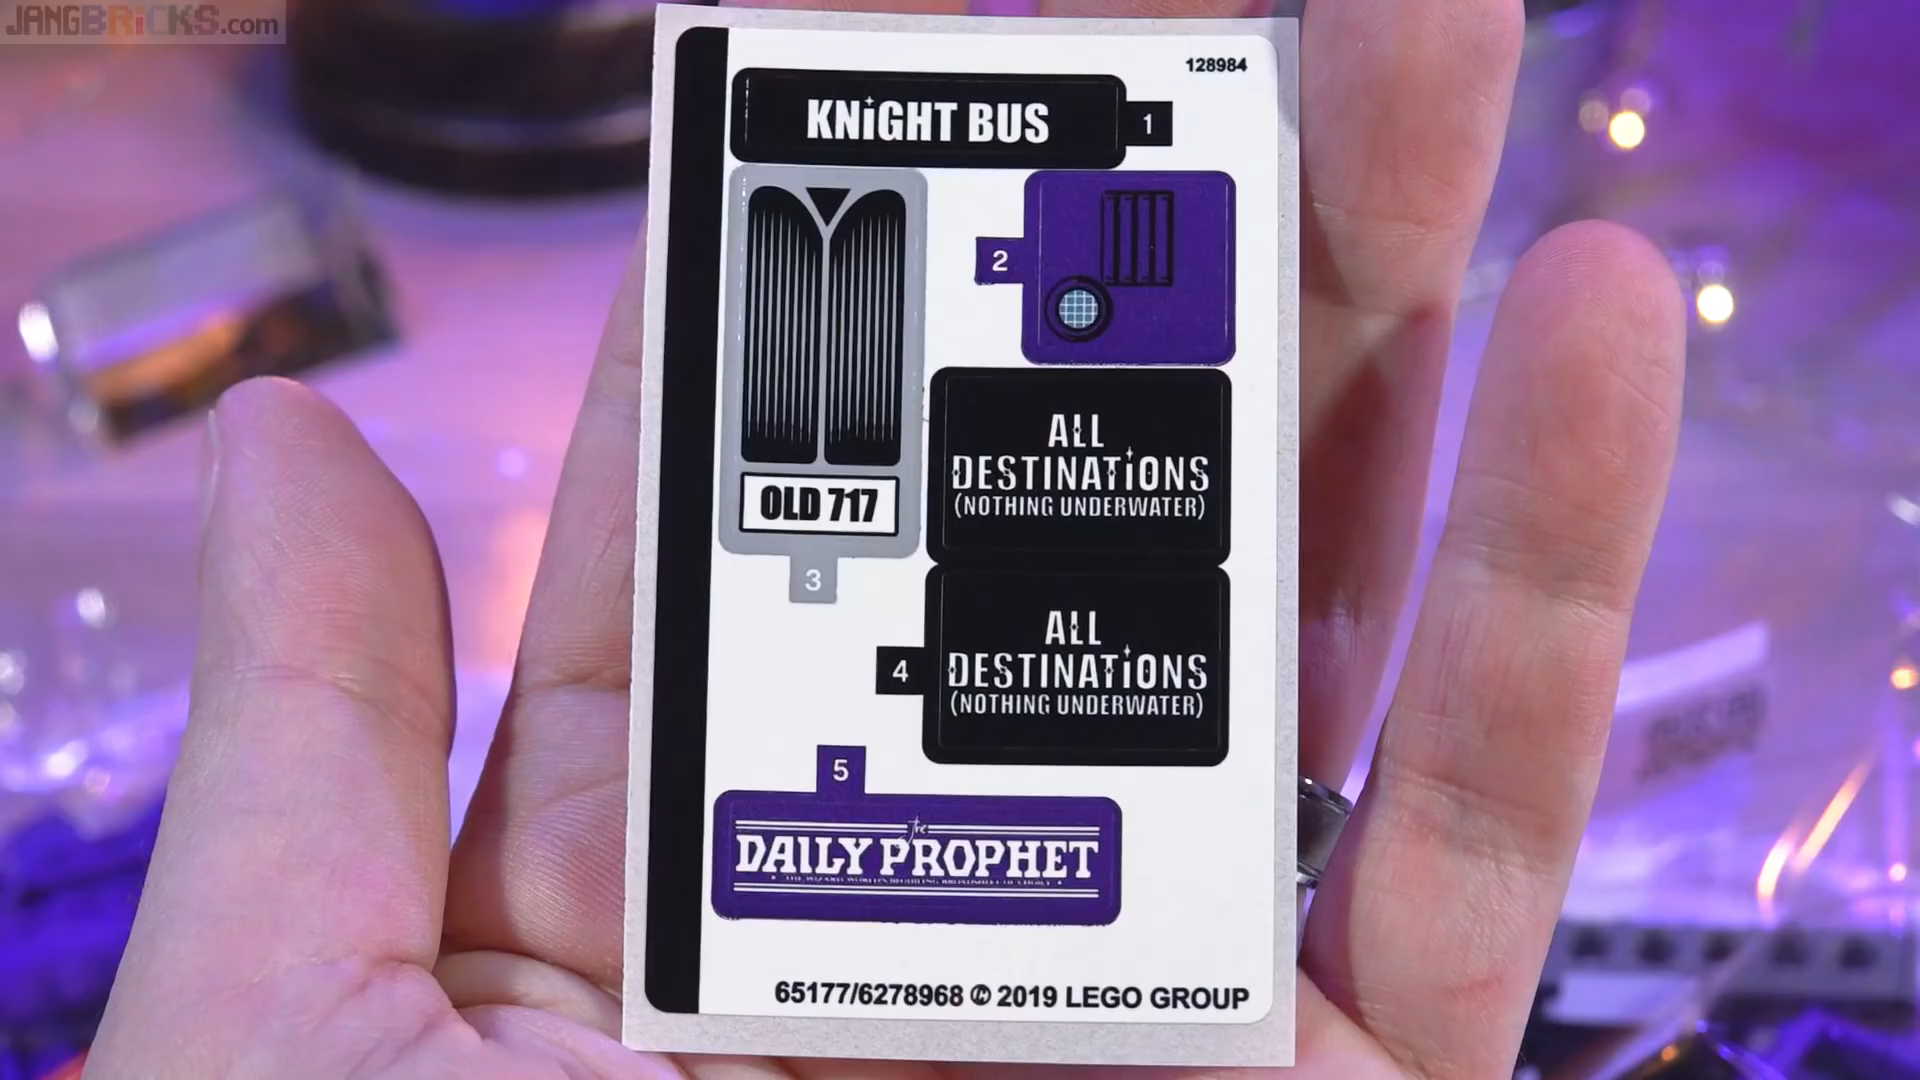 JANGBRiCKS.com
128984
KNiGHT BUS
1
2
OLD 717
3
ALL
DESTINATiONS
(NOTHING UNDERWATER)
ALL
DESTINATiONS
(NOTHING UNDERWATER)
4
5
the
DAILY PROPHET
65177/6278968 © 2019 LEGO GROUP